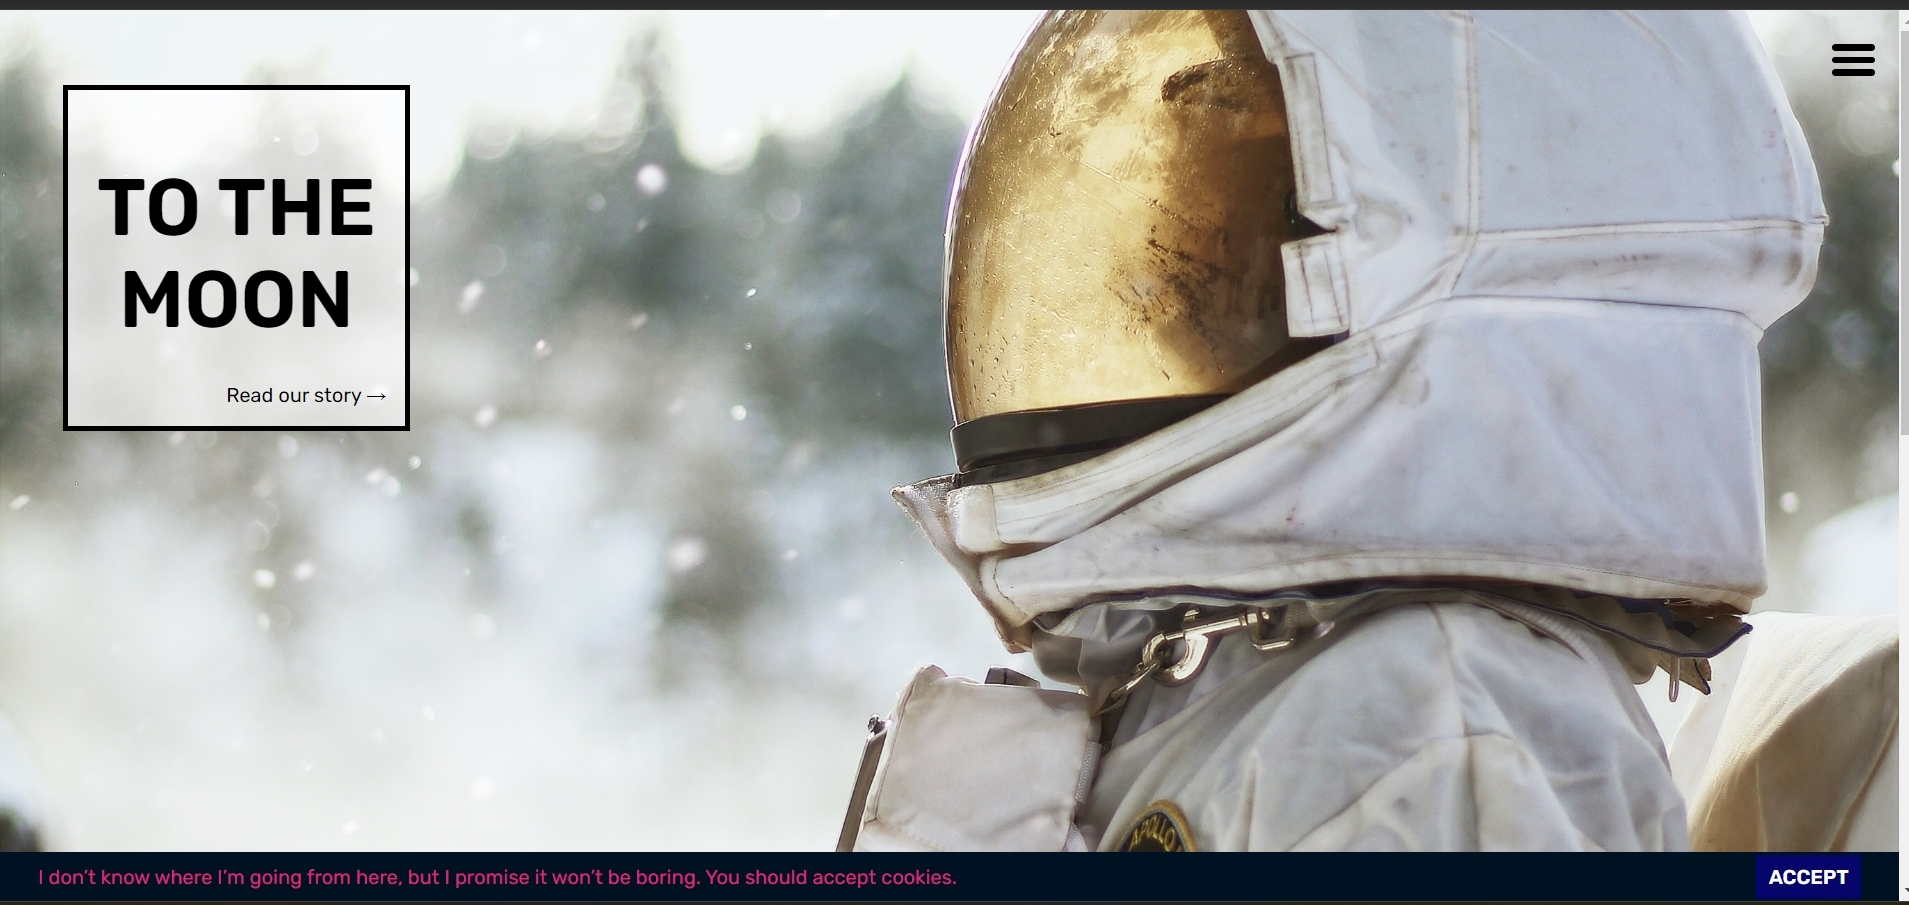 TO THE
MOON
Read our story →
APOLLO
I don't know where I'm going from here, but I promise it won't be boring. You should accept cookies.
ACCEPT